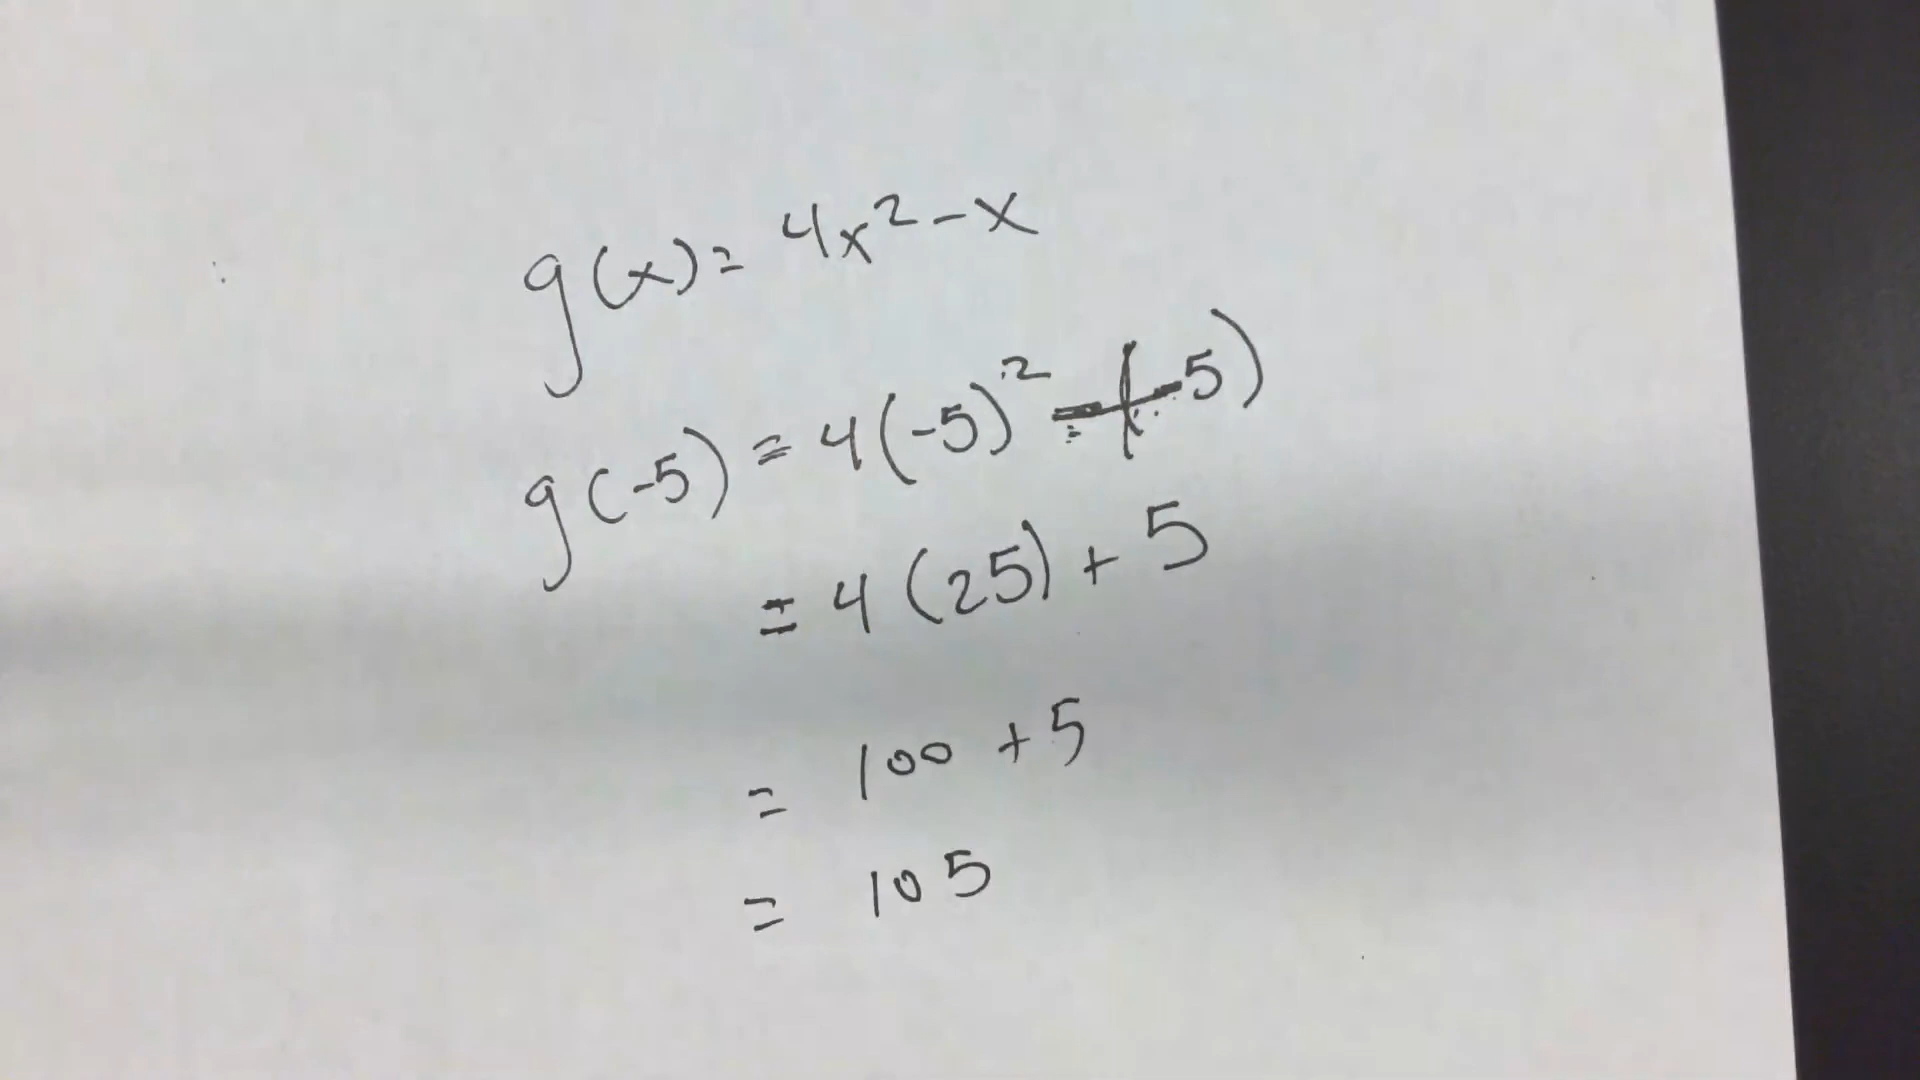 g(x) = 4x² - x
g(-5) = 4(-5)² - (-5)
= 4(25) + 5
= 100 + 5
= 105